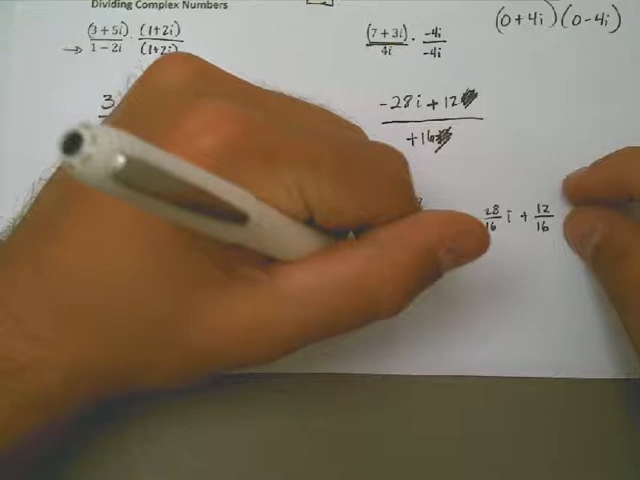 Dividing Complex Numbers
(3+5i)/(1-2i) · (1+2i)/(1+2i)
(7+3i)/4i · -4i/-4i
(0+4i)(0-4i)
3
-28i+12
+16
28/16 i + 12/16